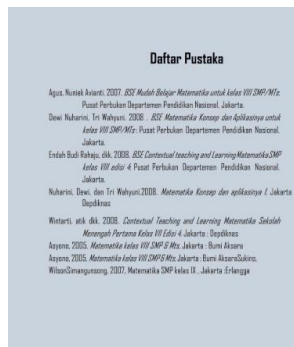 Daftar Pustaka
Agus, Nuniek Avianti. 2007. BSE Mudah Belajar Matematika untuk kelas VIII SMP/MTs.
Pusat Perbukan Departemen Pendidikan Nasional. Jakarta.
Dewi Nuharini, Tri Wahyuni. 2008 . BSE Matematika Konsep dan Aplikasinya untuk
kelas VIII SMP/MTs : Pusat Perbukan Departemen Pendidikan Nasional.
Jakarta.
Endah Budi Rahaju, dkk. 2008. BSE Contextual teaching and Learning Matematika SMP
kelas VIII edisi 4. Pusat Perbukan Departemen Pendidikan Nasional.
Jakarta.
Nuharini, Dewi, dan Tri Wahyuni.2008. Matematika Konsep dan aplikasinya I. Jakarta
Depdiknas
Wintarti, atik dkk. 2008. Contextual Teaching and Learning Matematika Sekolah
Menengah Pertama Kelas VII Edisi 4. Jakarta : Depdiknas
Asyono, 2005, Matematika kelas VIII SMP & Mts. Jakarta : Bumi Aksara
Asyono, 2005, Matematika kelas VIII SMP & Mts. Jakarta : Bumi AksaraSukino,
WilsonSimangunsong, 2007, Matematika SMP kelas IX , Jakarta :Erlangga